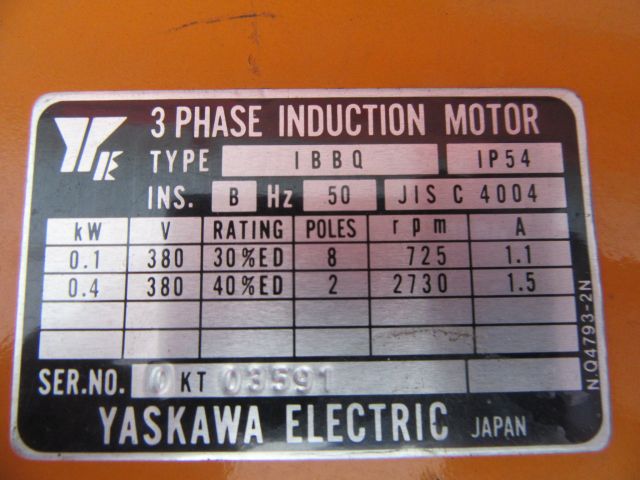 3 PHASE INDUCTION MOTOR
TYPE IBBQ IP54
INS. B Hz 50 JIS C 4004
kW V RATING POLES rpm A
0.1 380 30%ED 8 725 1.1
0.4 380 40%ED 2 2730 1.5
SER.NO. 0KT 03591
YASKAWA ELECTRIC JAPAN
N.Q4793-2N